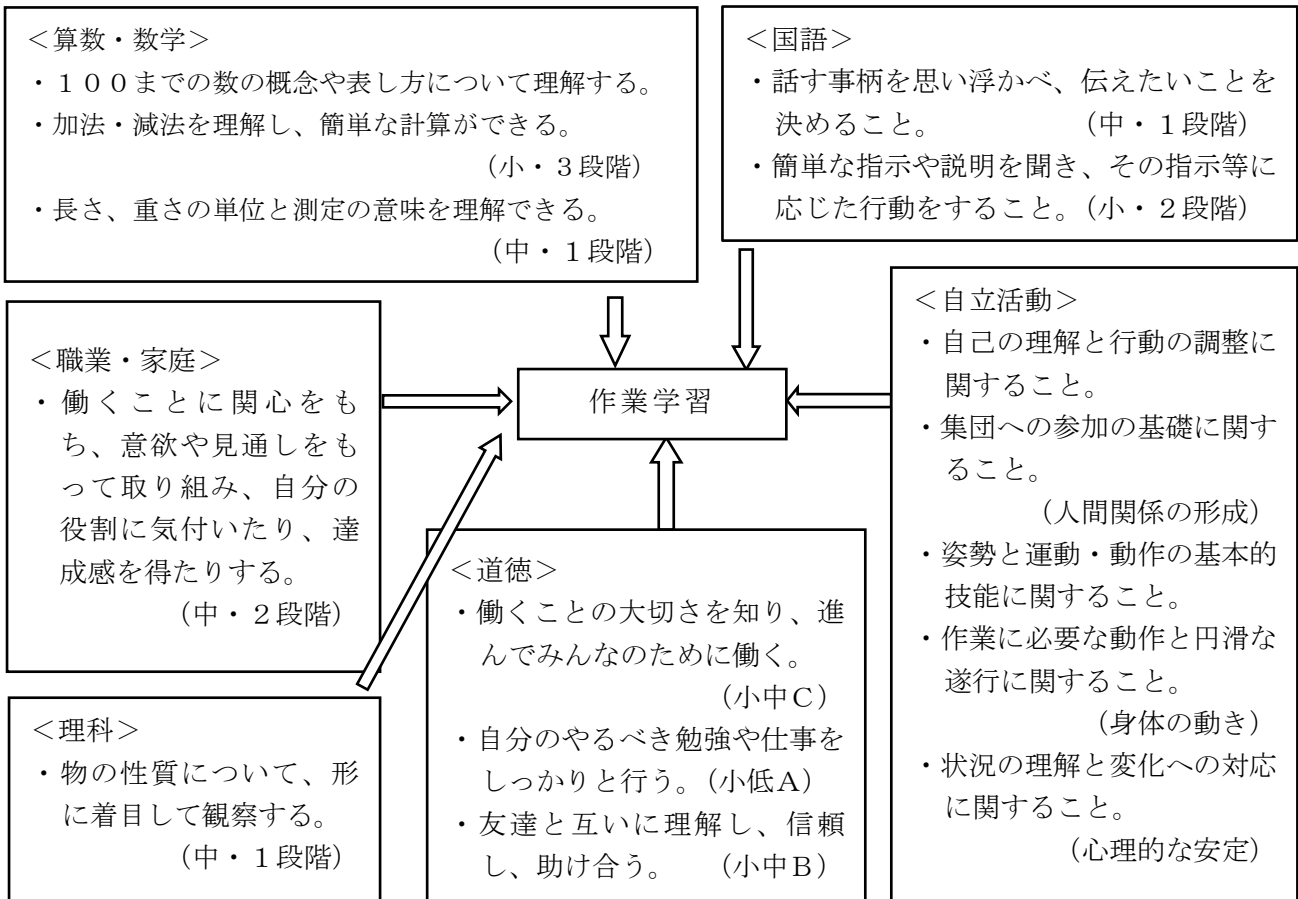 ＜算数・数学＞
・１００までの数の概念や表し方について理解する。
・加法・減法を理解し、簡単な計算ができる。
（小・３段階）
・長さ、重さの単位と測定の意味を理解できる。
（中・１段階）
＜国語＞
・話す事柄を思い浮かべ、伝えたいことを
決めること。　（中・１段階）
・簡単な指示や説明を聞き、その指示等に
応じた行動をすること。（小・２段階）
＜職業・家庭＞
・働くことに関心をも
ち、意欲や見通しをも
って取り組み、自分の
役割に気付いたり、達
成感を得たりする。
（中・２段階）
作業学習
＜自立活動＞
・自己の理解と行動の調整に
関すること。
・集団への参加の基礎に関す
ること。
（人間関係の形成）
・姿勢と運動・動作の基本的
技能に関すること。
・作業に必要な動作と円滑な
遂行に関すること。
（身体の動き）
・状況の理解と変化への対応
に関すること。
（心理的な安定）
＜理科＞
・物の性質について、形
に着目して観察する。
（中・１段階）
＜道徳＞
・働くことの大切さを知り、進
んでみんなのために働く。
（小中Ｃ）
・自分のやるべき勉強や仕事を
しっかりと行う。（小低Ａ）
・友達と互いに理解し、信頼
し、助け合う。　（小中Ｂ）